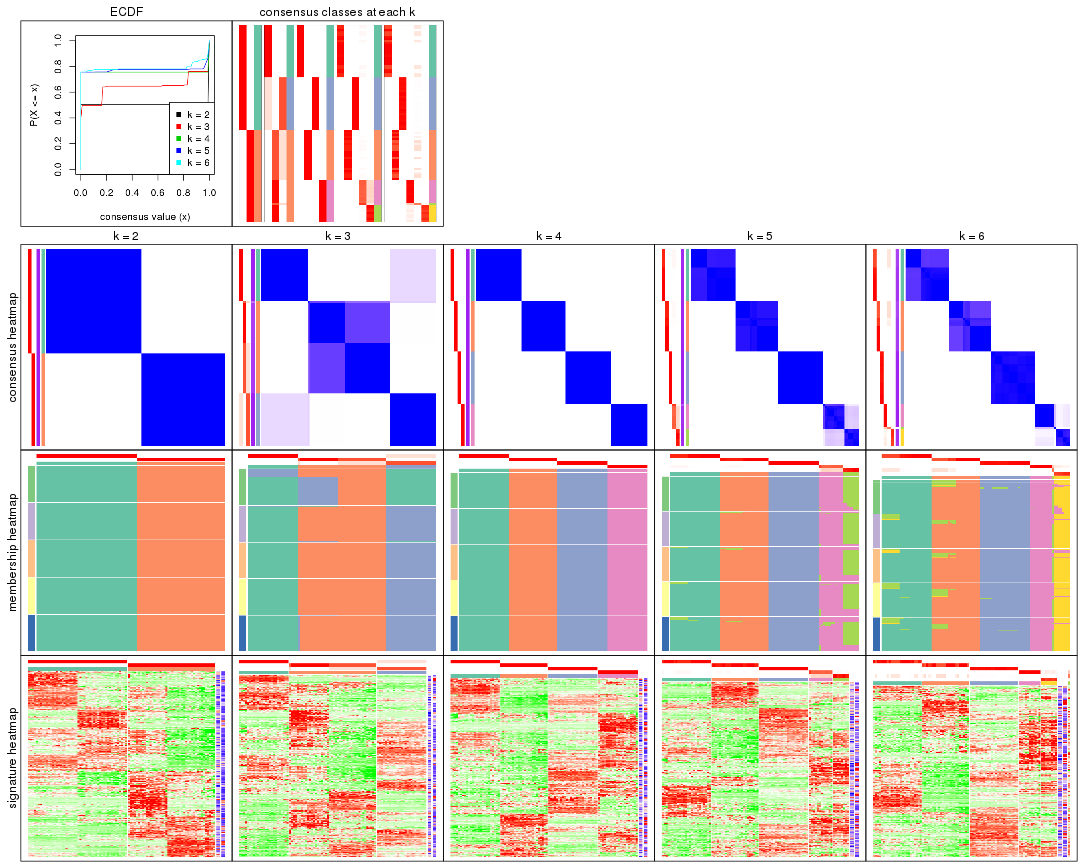 ECDF
consensus classes at each k
P(X <= x)
0.0 0.2 0.4 0.6 0.8 1.0
k = 2
k = 3
k = 4
k = 5
k = 6
0.0 0.2 0.4 0.6 0.8 1.0
consensus value (x)
k = 2
k = 3
k = 4
k = 5
k = 6
consensus heatmap
membership heatmap
signature heatmap